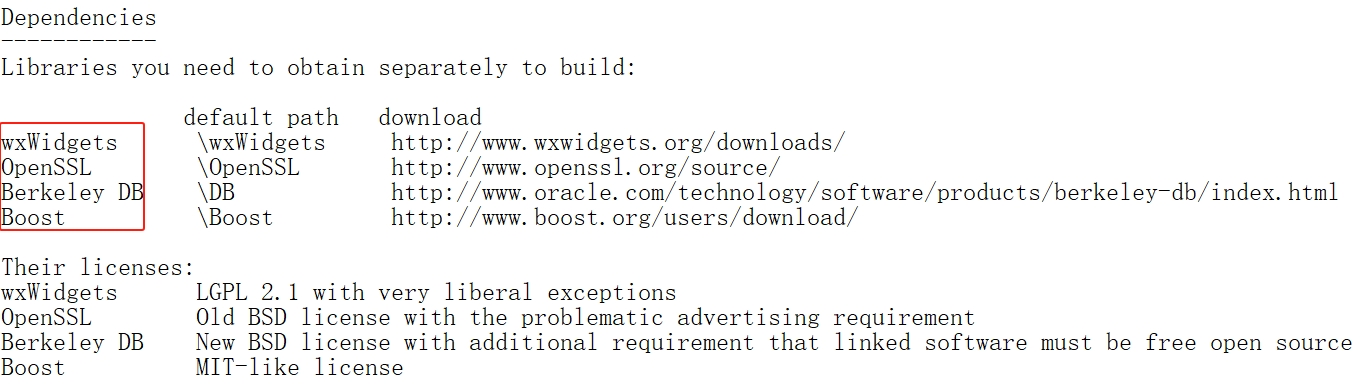 Dependencies
------------
Libraries you need to obtain separately to build:
default path download
wxWidgets \wxWidgets http://www.wxwidgets.org/downloads/
OpenSSL \OpenSSL http://www.openssl.org/source/
Berkeley DB \DB http://www.oracle.com/technology/software/products/berkeley-db/index.html
Boost \Boost http://www.boost.org/users/download/
Their licenses:
wxWidgets LGPL 2.1 with very liberal exceptions
OpenSSL Old BSD license with the problematic advertising requirement
Berkeley DB New BSD license with additional requirement that linked software must be free open source
Boost MIT-like license